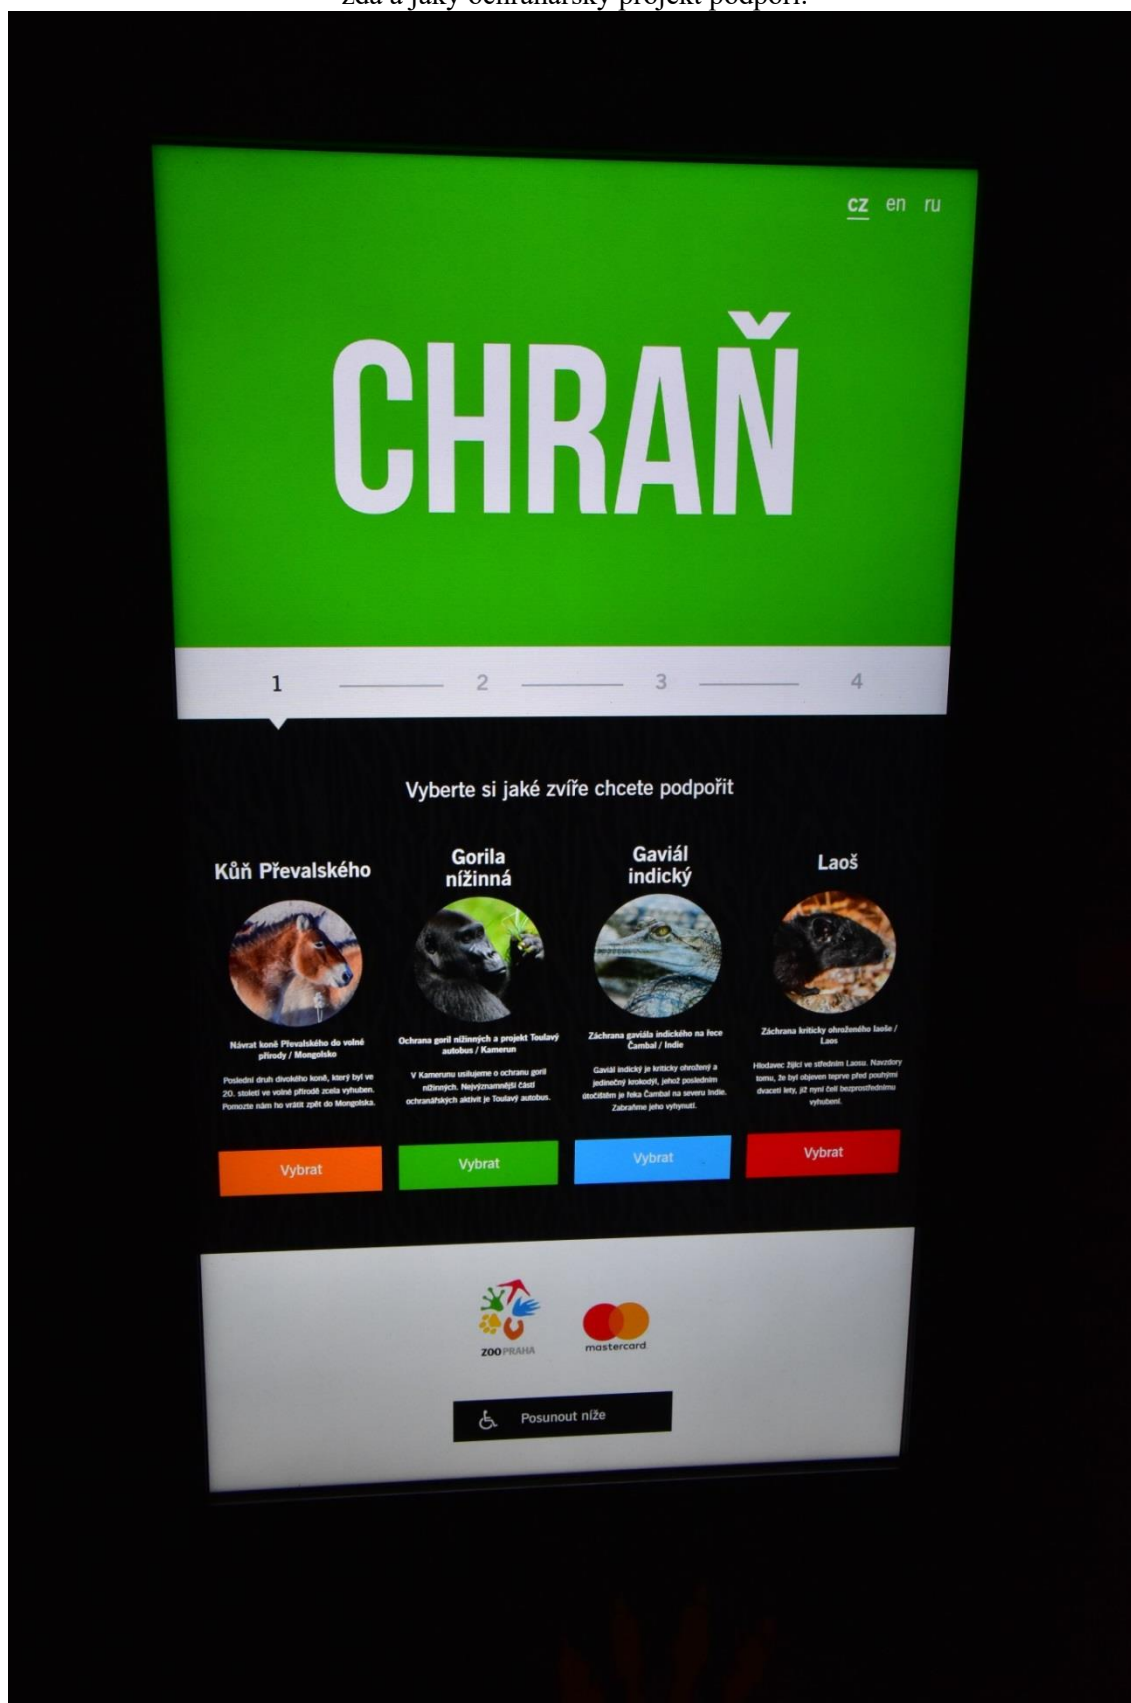 zda a jaký ochranářský projekt podpoří.
cz en ru
CHRAŇ
1 2 3 4
Vyberte si jaké zvíře chcete podpořit
Kůň Převalského
Návrat koně Převalského do volné
přírody / Mongolsko
Poslední druh divokého koně, který byl ve
20. století ve volné přírodě zcela vyhuben.
Pomozte nám ho vrátit zpět do Mongolska.
Vybrat
Gorila
nížinná
Ochrana goril nížinných a projekt Toulavý
autobus / Kamerun
V Kamerunu usilujeme o ochranu goril
nížinných. Nejvýznamnější částí
ochranářských aktivit je Toulavý autobus.
Vybrat
Gaviál
indický
Záchrana gaviála indického na řece
Čambal / Indie
Gaviál indický je kriticky ohrožený a
jedinečný krokodýl, jehož posledním
útočištěm je řeka Čambal na severu Indie.
Zabraňme jeho vyhynutí.
Vybrat
Laoš
Záchrana kriticky ohroženého laoše /
Laos
Hlodavec žijící ve středním Laosu. Navzdory
tomu, že byl objeven teprve před pouhými
dvaceti lety, již nyní čelí bezprostřednímu
vyhubení.
Vybrat
ZOO PRAHA
mastercard
Posunout níže